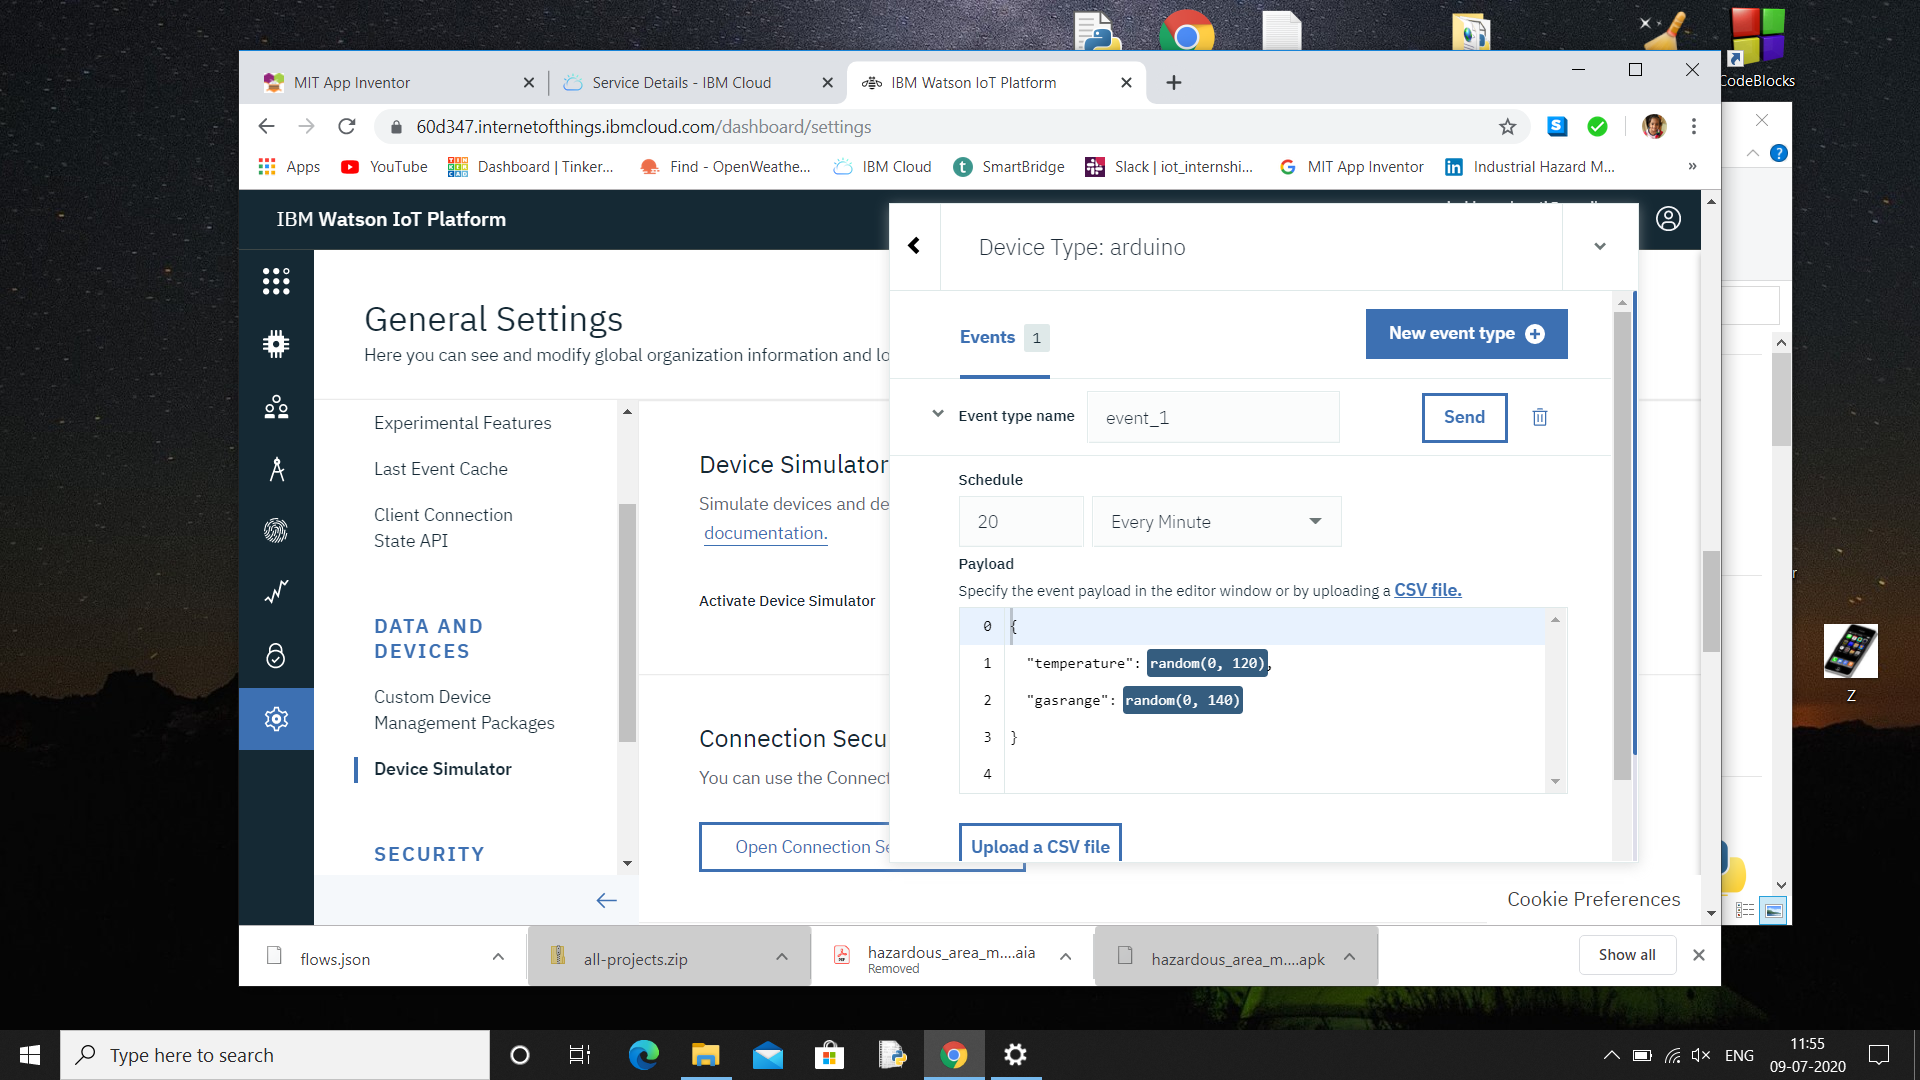 CodeBlocks
MIT App Inventor
Service Details - IBM Cloud
IBM Watson IoT Platform
60d347.internetofthings.ibmcloud.com/dashboard/settings
Apps
YouTube
Dashboard | Tinker...
Find - OpenWeathe...
IBM Cloud
SmartBridge
Slack | iot_internshi...
MIT App Inventor
Industrial Hazard M...
»
IBM Watson IoT Platform
General Settings
Here you can see and modify global organization information and lo
Experimental Features
Last Event Cache
Client Connection
State API
DATA AND
DEVICES
Custom Device
Management Packages
Device Simulator
SECURITY
Device Simulator
Simulate devices and de
documentation.
Activate Device Simulator
Connection Secu
You can use the Connect
Open Connection Se
Device Type: arduino
Events 1
New event type
Event type name
event_1
Send
Schedule
20
Every Minute
Payload
Specify the event payload in the editor window or by uploading a CSV file.
0 {
1 "temperature": random(0, 120),
2 "gasrange": random(0, 140)
3 }
4
Upload a CSV file
Cookie Preferences
flows.json
all-projects.zip
hazardous_area_m....aia
Removed
hazardous_area_m....apk
Show all
Z
Type here to search
ENG
11:55
09-07-2020